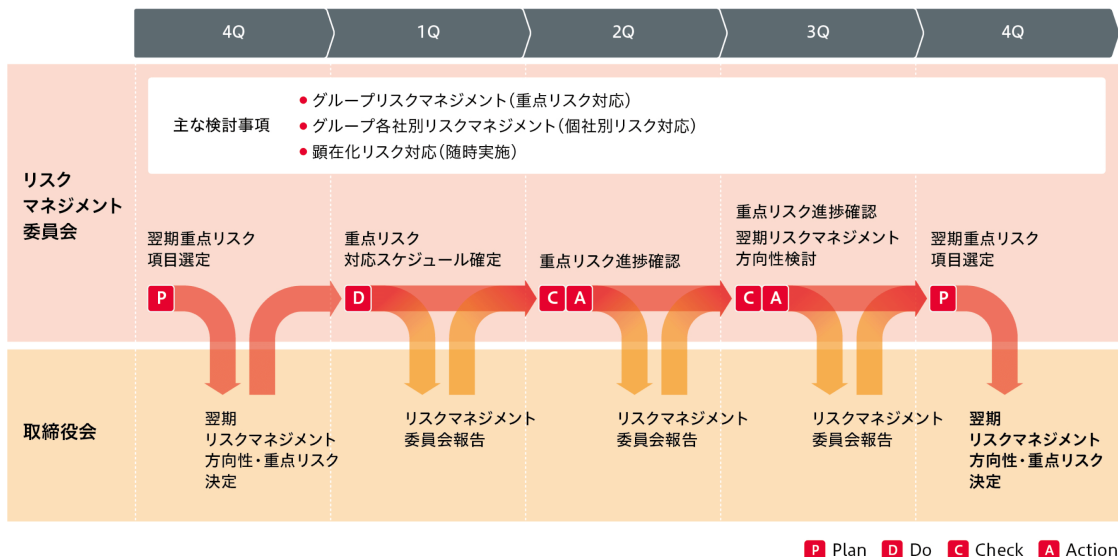 4Q
1Q
2Q
3Q
4Q
主な検討事項
● グループリスクマネジメント（重点リスク対応）
● グループ各社別リスクマネジメント（個社別リスク対応）
● 顕在化リスク対応（随時実施）
リスク
マネジメント
委員会
翌期重点リスク
項目選定
重点リスク
対応スケジュール確定
重点リスク進捗確認
重点リスク進捗確認
翌期リスクマネジメント
方向性検討
翌期重点リスク
項目選定
P
D
C A
C A
P
取締役会
翌期
リスクマネジメント
方向性・重点リスク
決定
リスクマネジメント
委員会報告
リスクマネジメント
委員会報告
リスクマネジメント
委員会報告
翌期
リスクマネジメント
方向性・重点リスク
決定
P Plan D Do C Check A Action